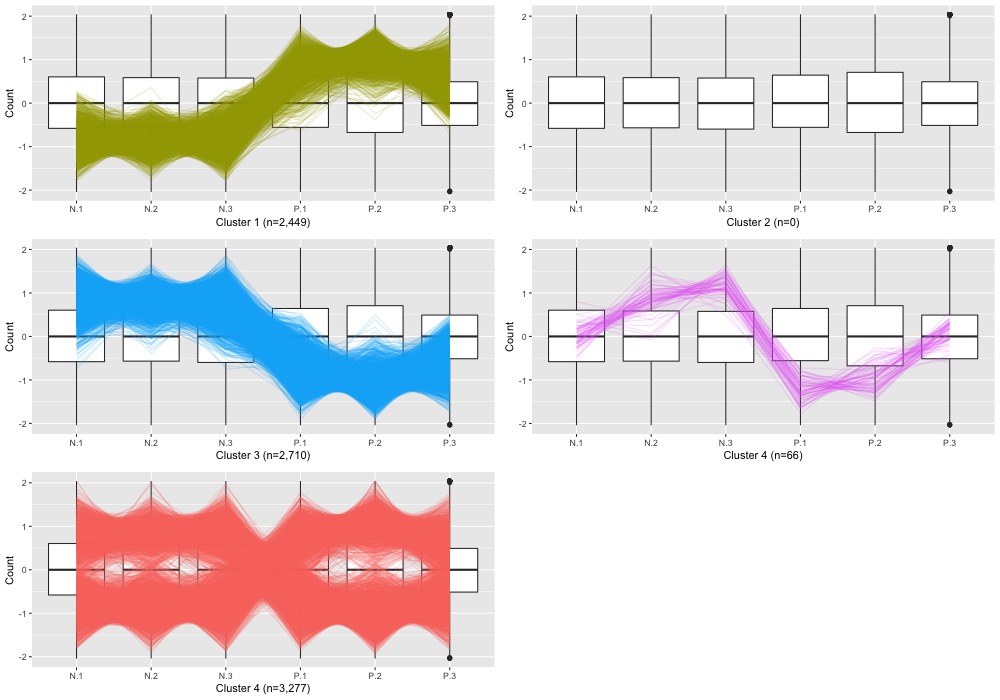 2
1
0
-1
-2
Count
N.1 N.2 N.3 P.1 P.2 P.3
Cluster 1 (n=2,449)
2
1
0
-1
-2
Count
N.1 N.2 N.3 P.1 P.2 P.3
Cluster 2 (n=0)
2
1
0
-1
-2
Count
N.1 N.2 N.3 P.1 P.2 P.3
Cluster 3 (n=2,710)
2
1
0
-1
-2
Count
N.1 N.2 N.3 P.1 P.2 P.3
Cluster 4 (n=66)
2
1
0
-1
-2
Count
N.1 N.2 N.3 P.1 P.2 P.3
Cluster 4 (n=3,277)